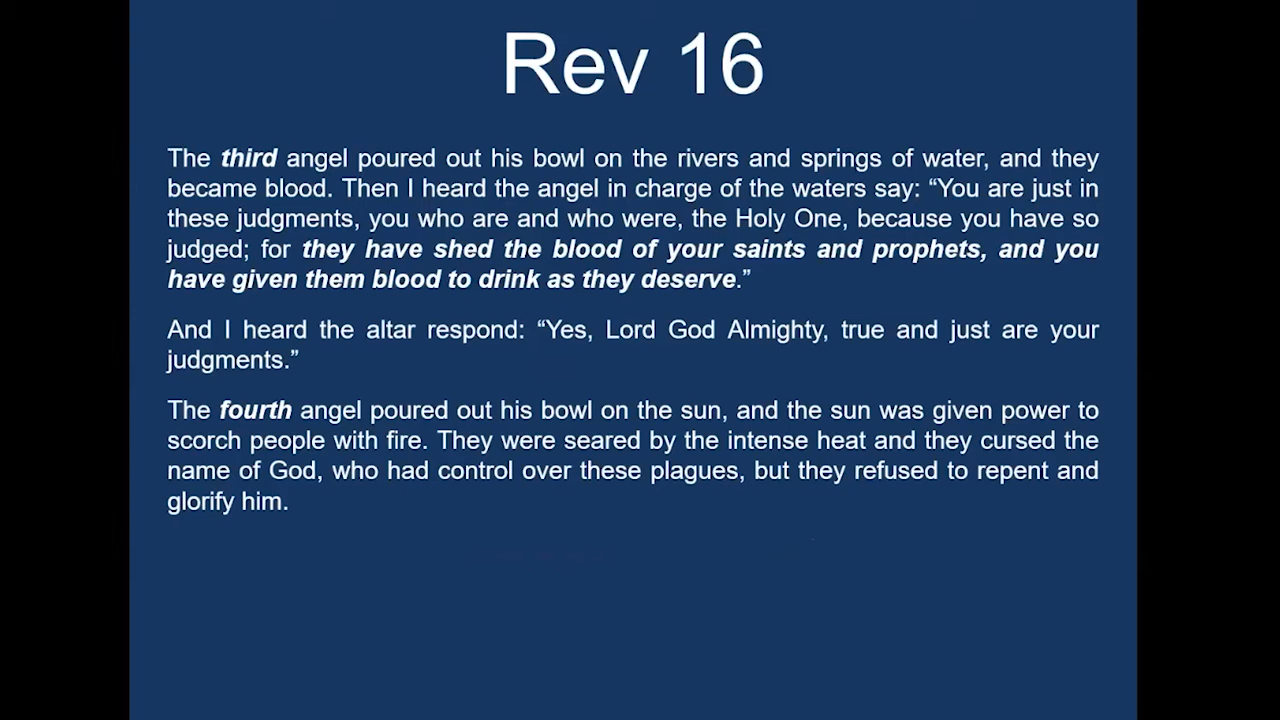 Rev 16
The third angel poured out his bowl on the rivers and springs of water, and they
became blood. Then I heard the angel in charge of the waters say: “You are just in
these judgments, you who are and who were, the Holy One, because you have so
judged; for they have shed the blood of your saints and prophets, and you
have given them blood to drink as they deserve.”
And I heard the altar respond: “Yes, Lord God Almighty, true and just are your
judgments.”
The fourth angel poured out his bowl on the sun, and the sun was given power to
scorch people with fire. They were seared by the intense heat and they cursed the
name of God, who had control over these plagues, but they refused to repent and
glorify him.